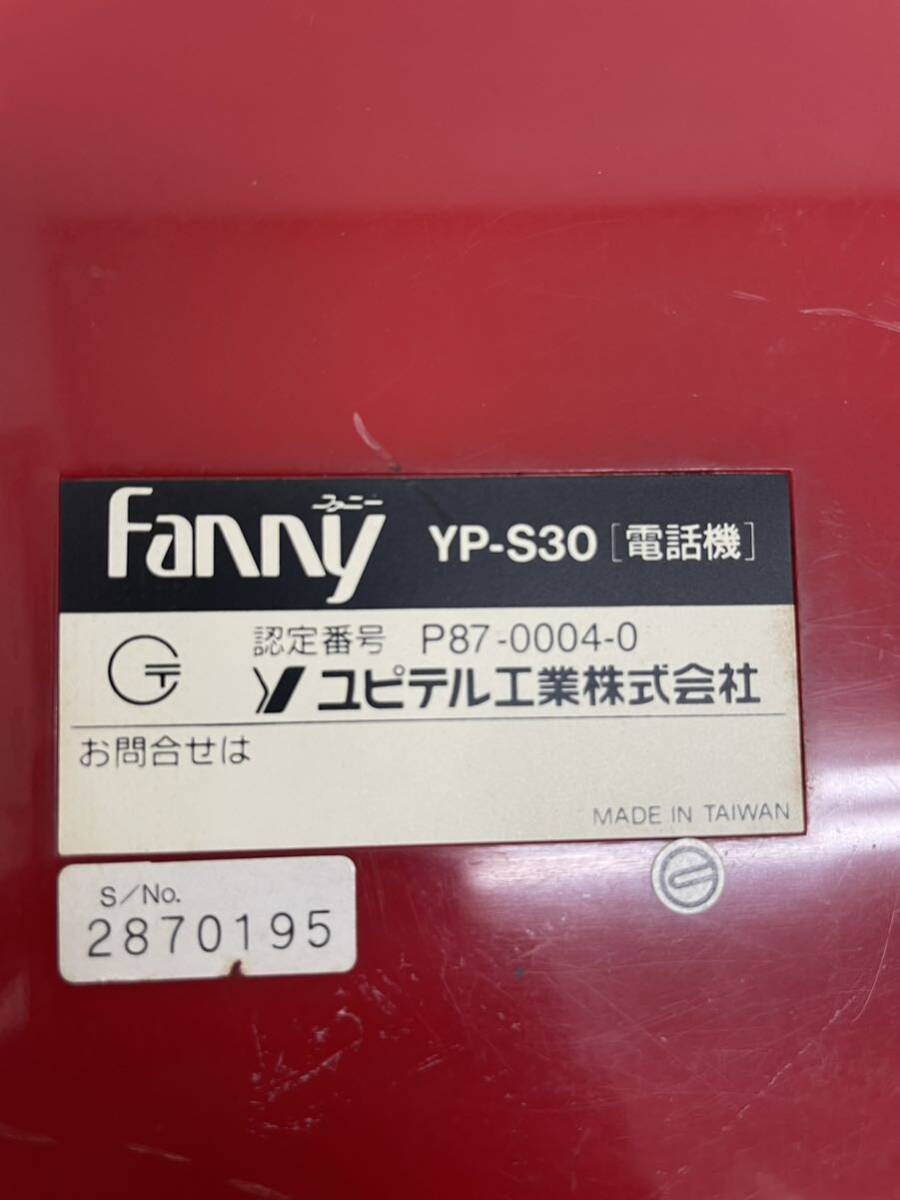 ファニー
Fanny YP-S30 [電話機]
認定番号 P87-0004-0
ユピテル工業株式会社
お問合せは
MADE IN TAIWAN
S/No.
2870195